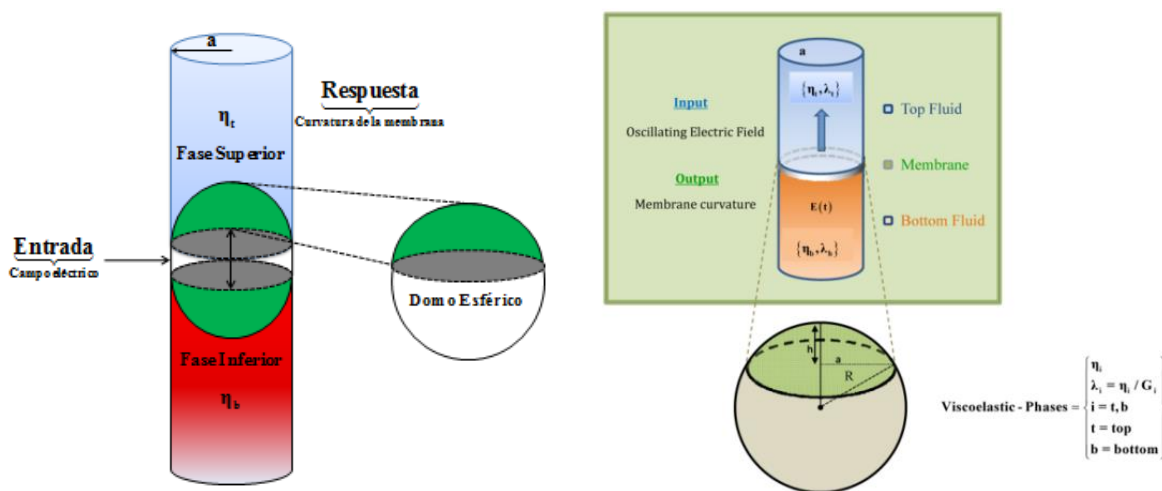 a
η_t
Fase Superior
Respuesta
Curvatura de la membrana
Entrada
Campo eléctrico
Domo Esférico
Fase Inferior
η_b
a
{η_t, λ_t}
Input
Oscillating Electric Field
Output
Membrane curvature
E(t)
{η_b, λ_b}
Top Fluid
Membrane
Bottom Fluid
h
a
R
Viscoelastic - Phases =
η_i
λ_i = η_i / G_i
i = t, b
t = top
b = bottom